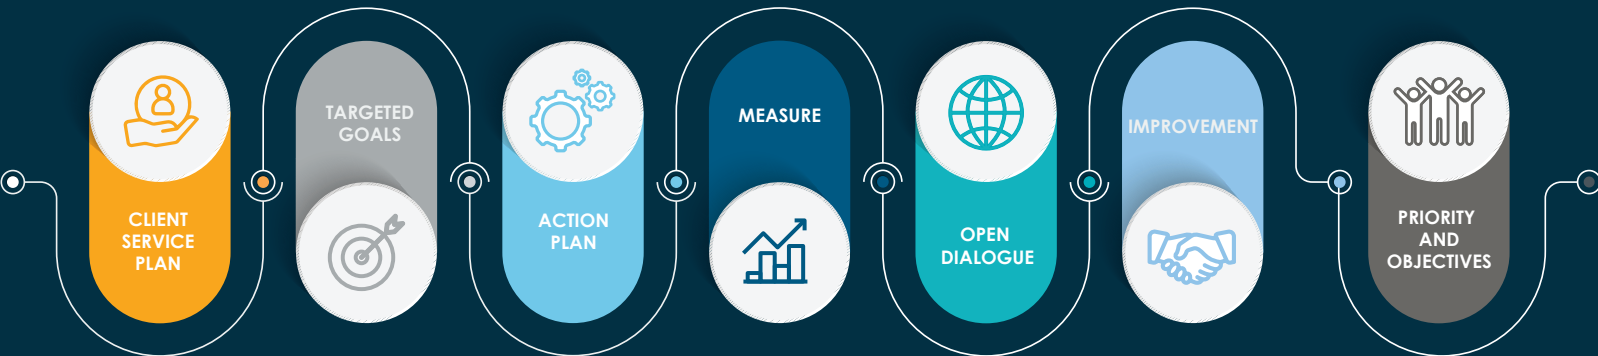 CLIENT
SERVICE
PLAN
TARGETED
GOALS
ACTION
PLAN
MEASURE
OPEN
DIALOGUE
IMPROVEMENT
PRIORITY
AND
OBJECTIVES